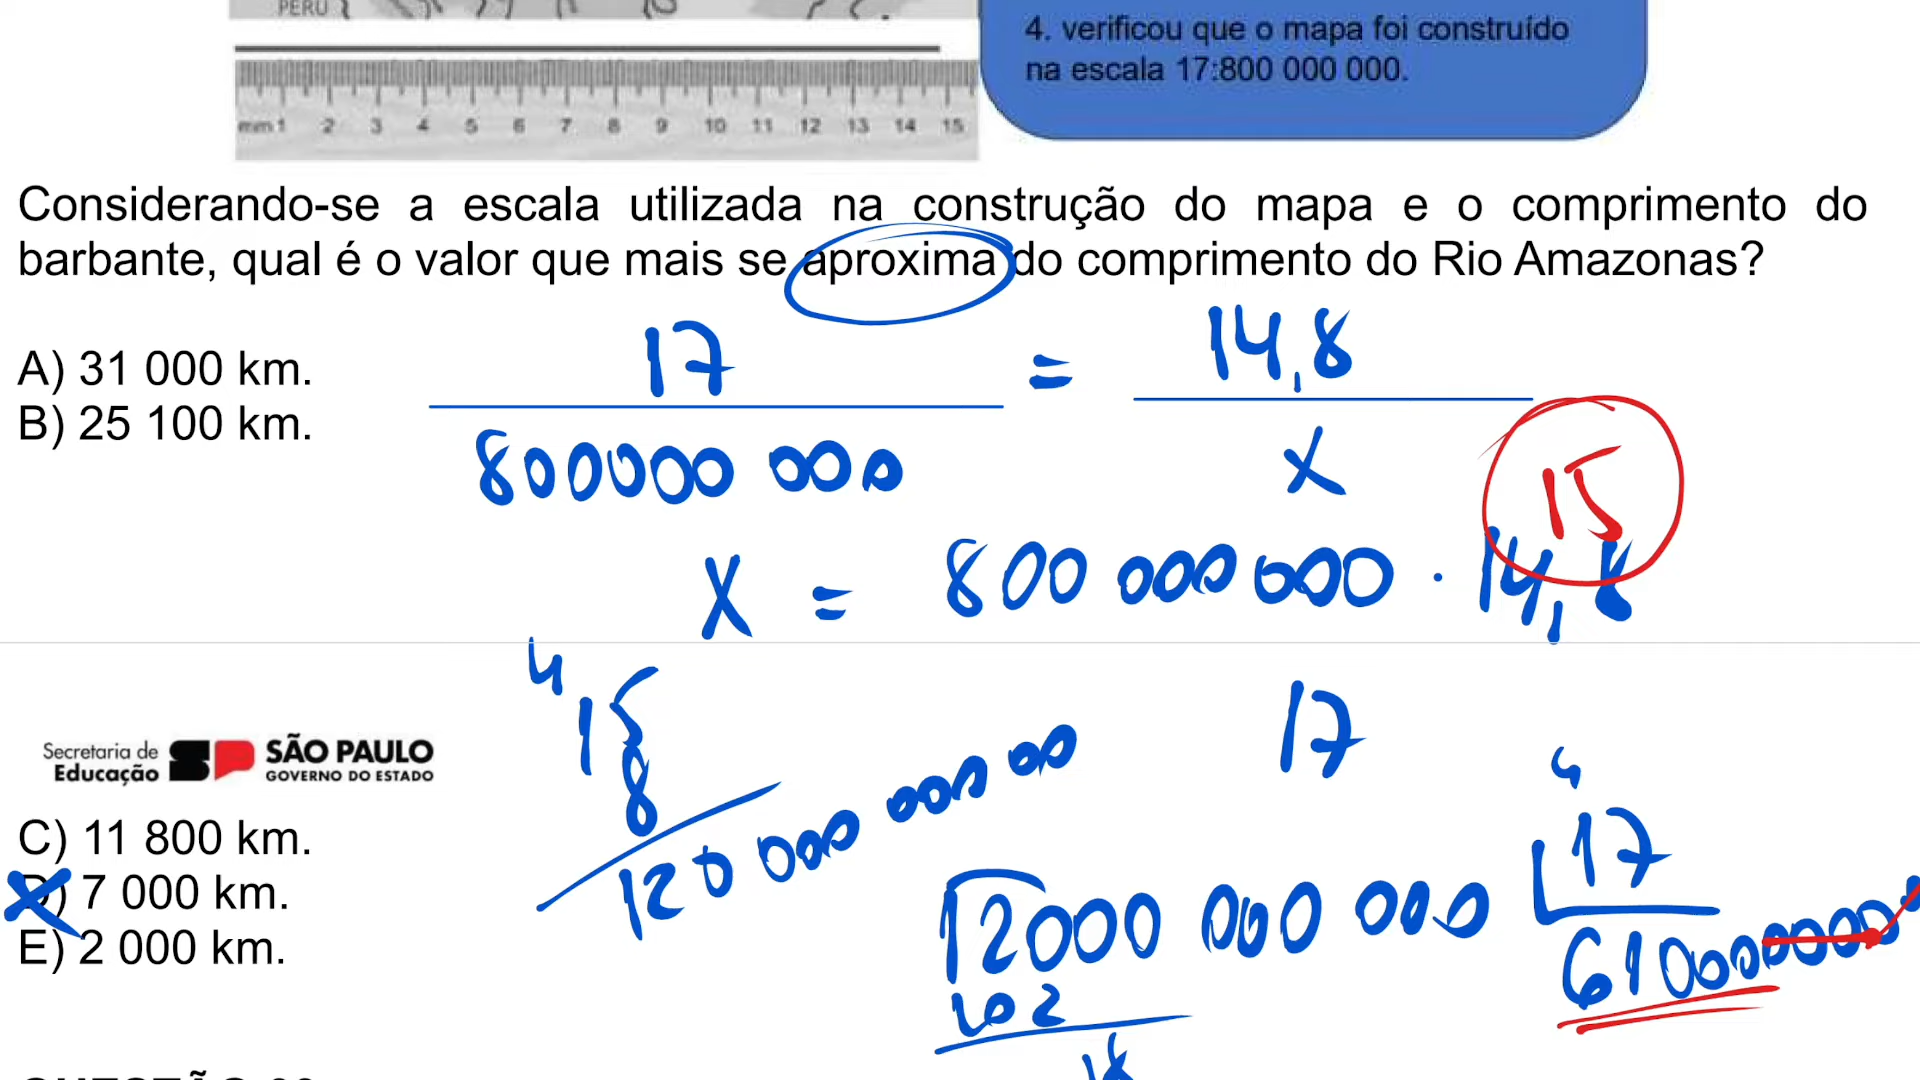 PERU
4. verificou que o mapa foi construído
na escala 17:800 000 000.
mm 1 2 3 4 5 6 7 8 9 10 11 12 13 14 15
Considerando-se a escala utilizada na construção do mapa e o comprimento do
barbante, qual é o valor que mais se aproxima do comprimento do Rio Amazonas?
A) 31 000 km.
B) 25 100 km.
17 = 14,8
800000 000 x
15
X = 800 000 000 · 14,8
17
4
15
8
120 000 000 00
Secretaria de
Educação
SÃO PAULO
GOVERNO DO ESTADO
C) 11 800 km.
D) 7 000 km.
E) 2 000 km.
4
12000 000 000 17
102
18